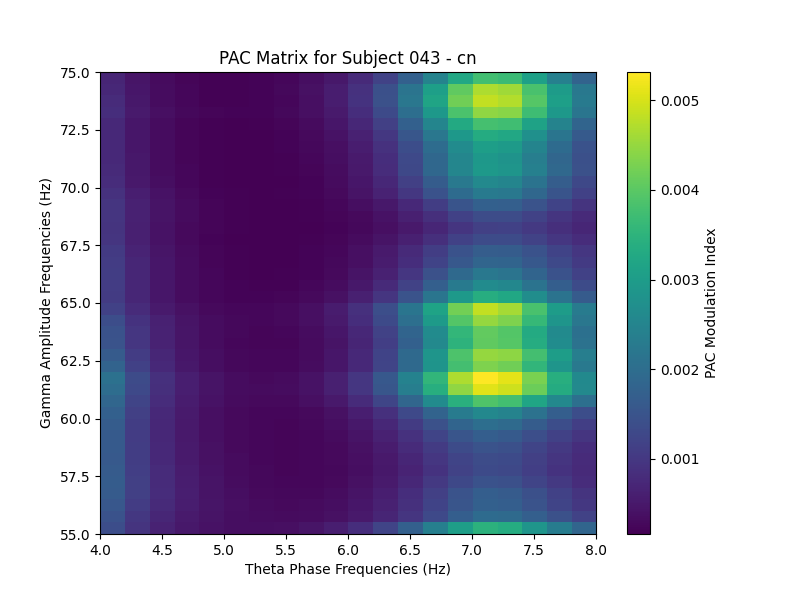 PAC Matrix for Subject 043 - cn
75.0
72.5
70.0
67.5
65.0
62.5
60.0
57.5
55.0
Gamma Amplitude Frequencies (Hz)
4.0 4.5 5.0 5.5 6.0 6.5 7.0 7.5 8.0
Theta Phase Frequencies (Hz)
0.005
0.004
0.003
0.002
0.001
PAC Modulation Index